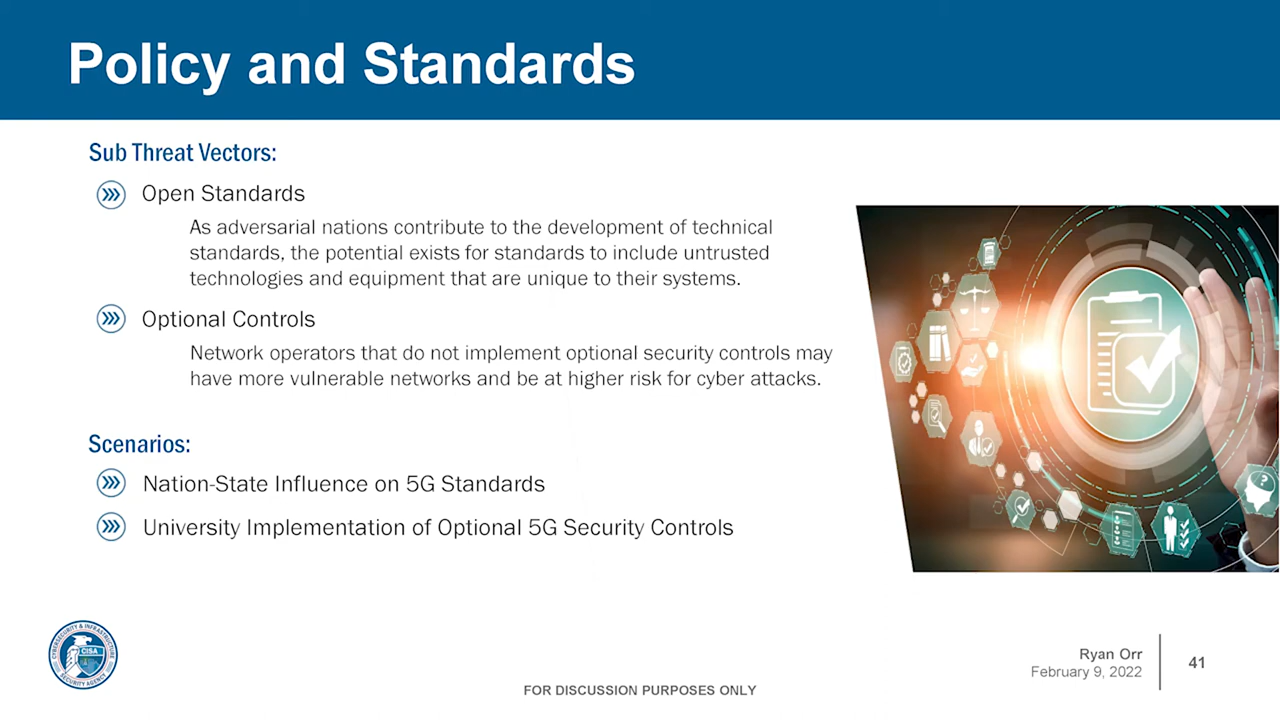 Policy and Standards
Sub Threat Vectors:
Open Standards
As adversarial nations contribute to the development of technical
standards, the potential exists for standards to include untrusted
technologies and equipment that are unique to their systems.
Optional Controls
Network operators that do not implement optional security controls may
have more vulnerable networks and be at higher risk for cyber attacks.
Scenarios:
Nation-State Influence on 5G Standards
University Implementation of Optional 5G Security Controls
CYBERSECURITY & INFRASTRUCTURE
CISA
SECURITY AGENCY
Ryan Orr
February 9, 2022
41
FOR DISCUSSION PURPOSES ONLY